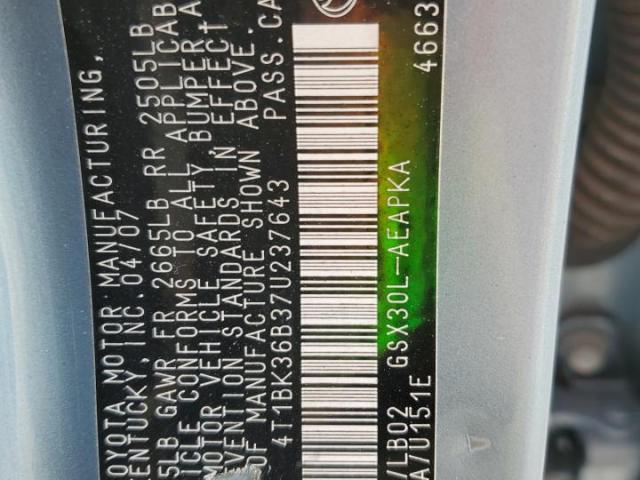 TOYOTA MOTOR MANUFACTURING,
KENTUCKY, INC. 04/07
5LB GAWR FR 2665LB RR 2505LB
ICLE CONFORMS TO ALL APPLICAB
MOTOR VEHICLE SAFETY BUMPER A
VENTION STANDARDS IN EFFECT
OF MANUFACTURE SHOWN ABOVE.
4T1BK36B37U237643 PASS.CA
/LB02 GSX30L-AEAPKA
A7U151E 4663